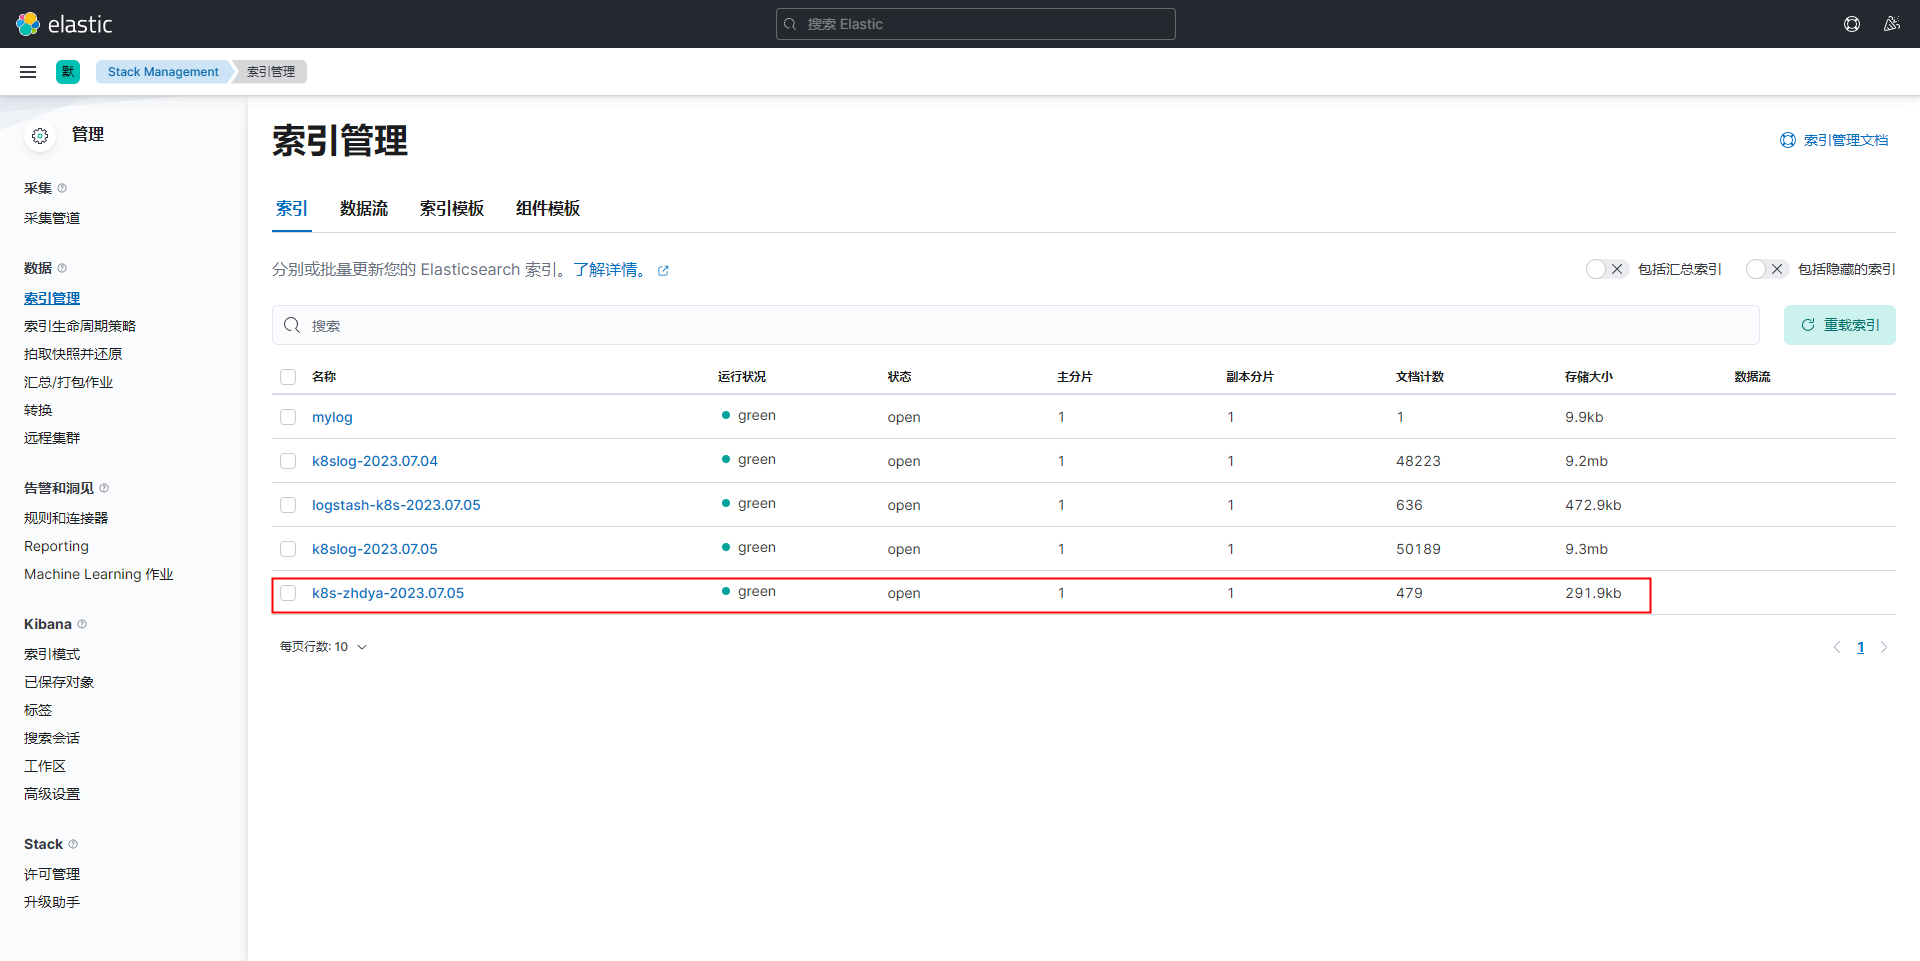 elastic
搜索 Elastic
默
Stack Management
索引管理
管理
采集
采集管道
数据
索引管理
索引生命周期策略
拍取快照并还原
汇总/打包作业
转换
远程集群
告警和洞见
规则和连接器
Reporting
Machine Learning 作业
Kibana
索引模式
已保存对象
标签
搜索会话
工作区
高级设置
Stack
许可管理
升级助手
索引管理
索引管理文档
索引 数据流 索引模板 组件模板
分别或批量更新您的 Elasticsearch 索引。了解详情。
包括汇总索引 包括隐藏的索引
搜索
重载索引
名称 运行状况 状态 主分片 副本分片 文档计数 存储大小 数据流
mylog green open 1 1 1 9.9kb
k8slog-2023.07.04 green open 1 1 48223 9.2mb
logstash-k8s-2023.07.05 green open 1 1 636 472.9kb
k8slog-2023.07.05 green open 1 1 50189 9.3mb
k8s-zhdya-2023.07.05 green open 1 1 479 291.9kb
每页行数: 10
1